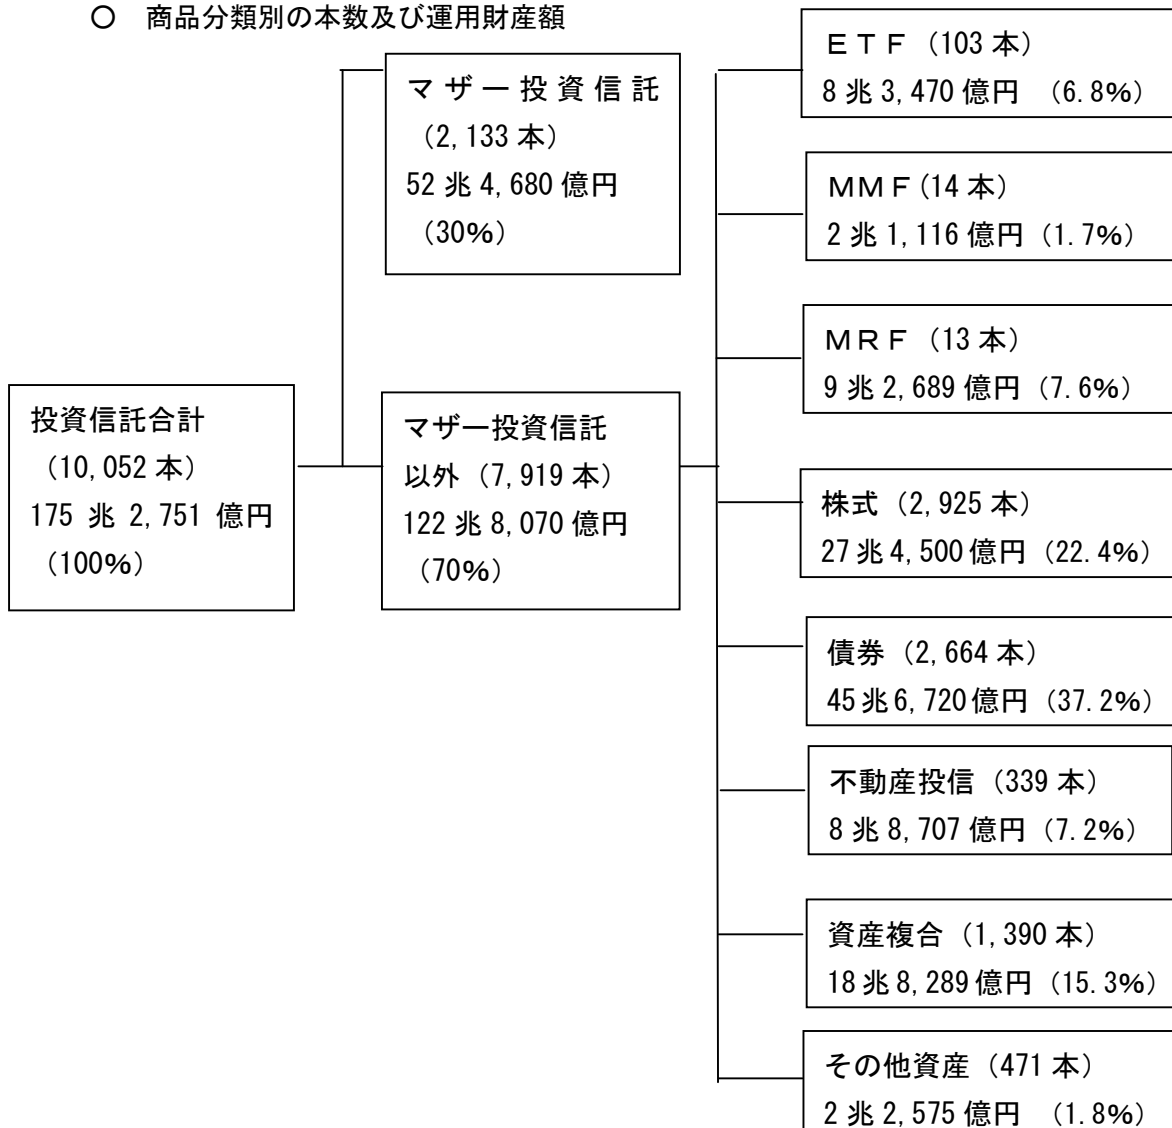 ○ 商品分類別の本数及び運用財産額
マザー投資信託
（2,133 本）
52 兆 4,680 億円
（30%）
投資信託合計
（10,052 本）
175 兆 2,751 億円
（100%）
マザー投資信託
以外（7,919 本）
122 兆 8,070 億円
（70%）
ＥＴＦ（103 本）
8 兆 3,470 億円 （6.8%）
ＭＭＦ(14 本）
2 兆 1,116 億円（1.7%）
ＭＲＦ（13 本）
9 兆 2,689 億円（7.6%）
株式（2,925 本）
27 兆 4,500 億円（22.4%）
債券（2,664 本）
45 兆 6,720 億円（37.2%）
不動産投信（339 本）
8 兆 8,707 億円（7.2%）
資産複合（1,390 本）
18 兆 8,289 億円（15.3%）
その他資産（471 本）
2 兆 2,575 億円 （1.8%）